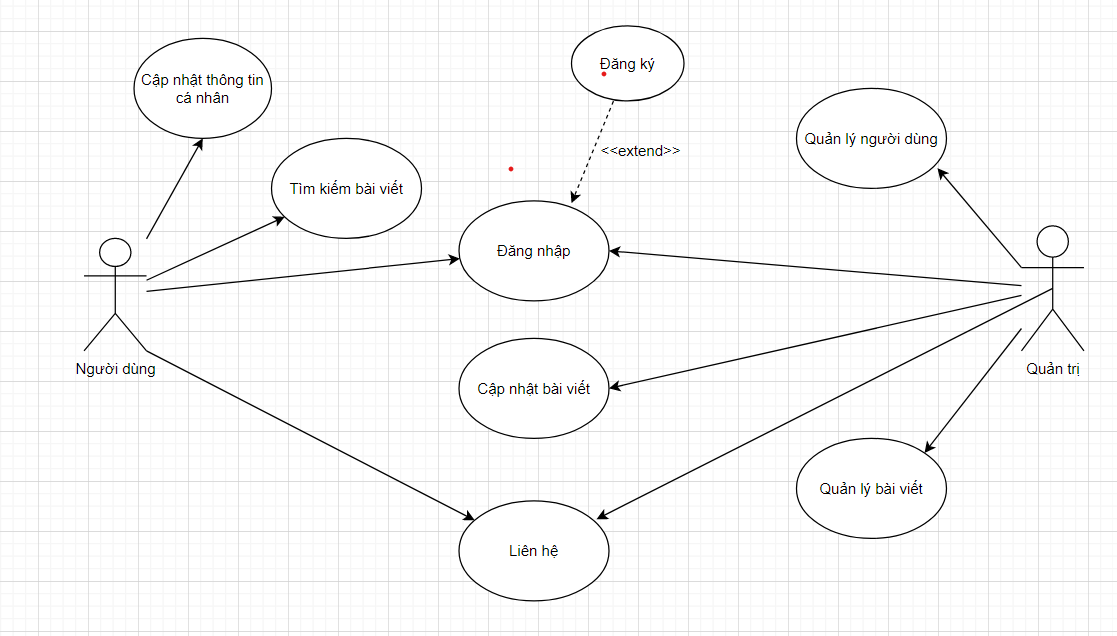 Đăng ký
Cập nhật thông tin
cá nhân
Quản lý người dùng
<<extend>>
Tìm kiếm bài viết
Đăng nhập
Người dùng
Quản trị
Cập nhật bài viết
Quản lý bài viết
Liên hệ